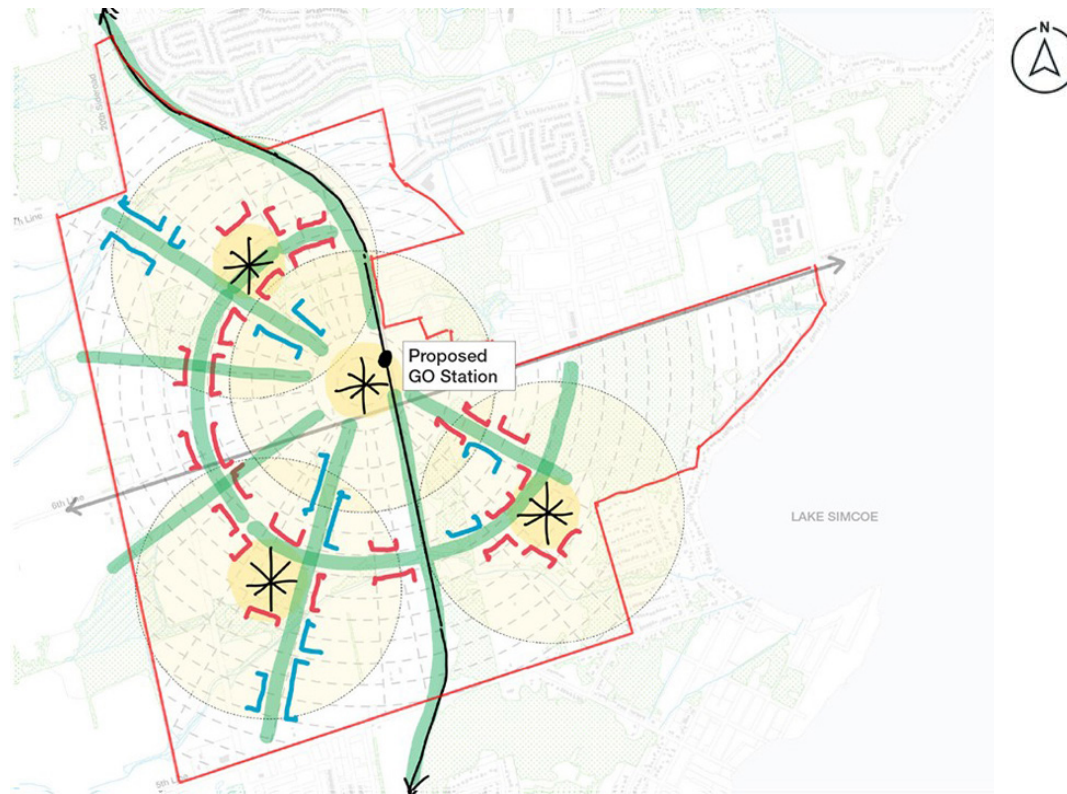 N
20th Sideroad
7th Line
Proposed
GO Station
6th Line
LAKE SIMCOE
5th Line